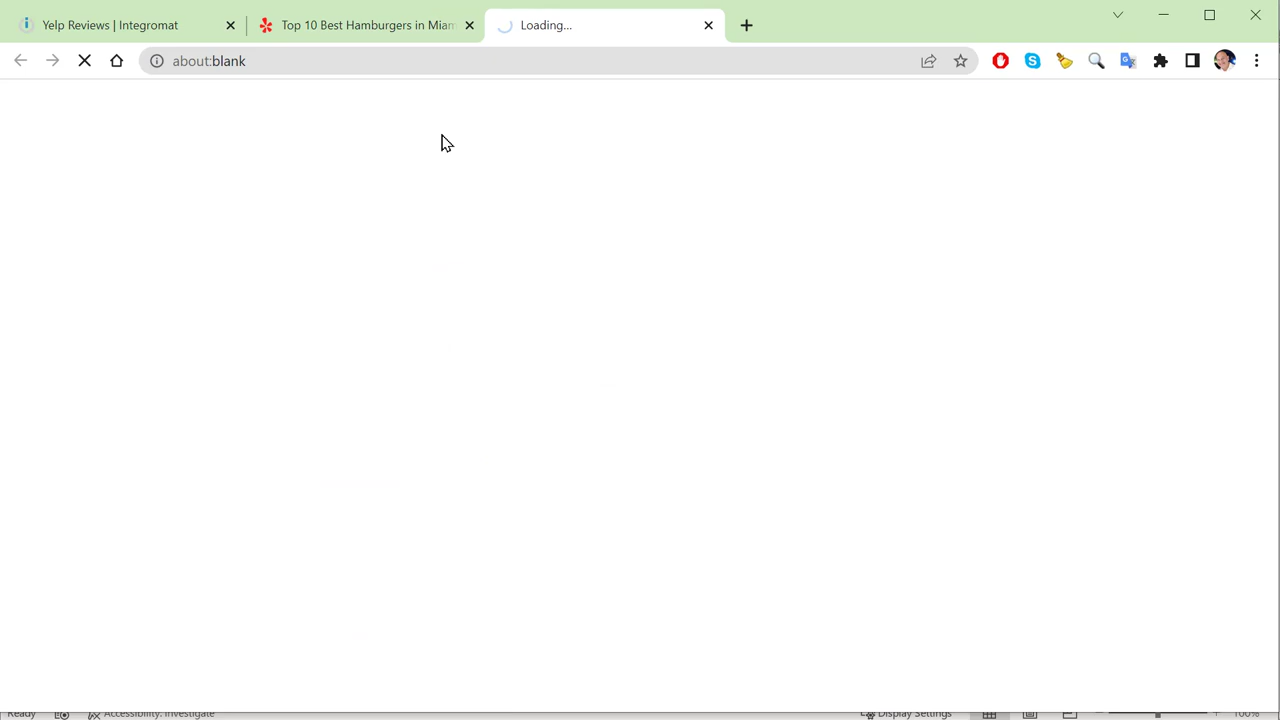 Yelp Reviews | Integromat
Top 10 Best Hamburgers in Miam
Loading...
about:blank
Ready
Accessibility: Investigate
Display Settings
100%